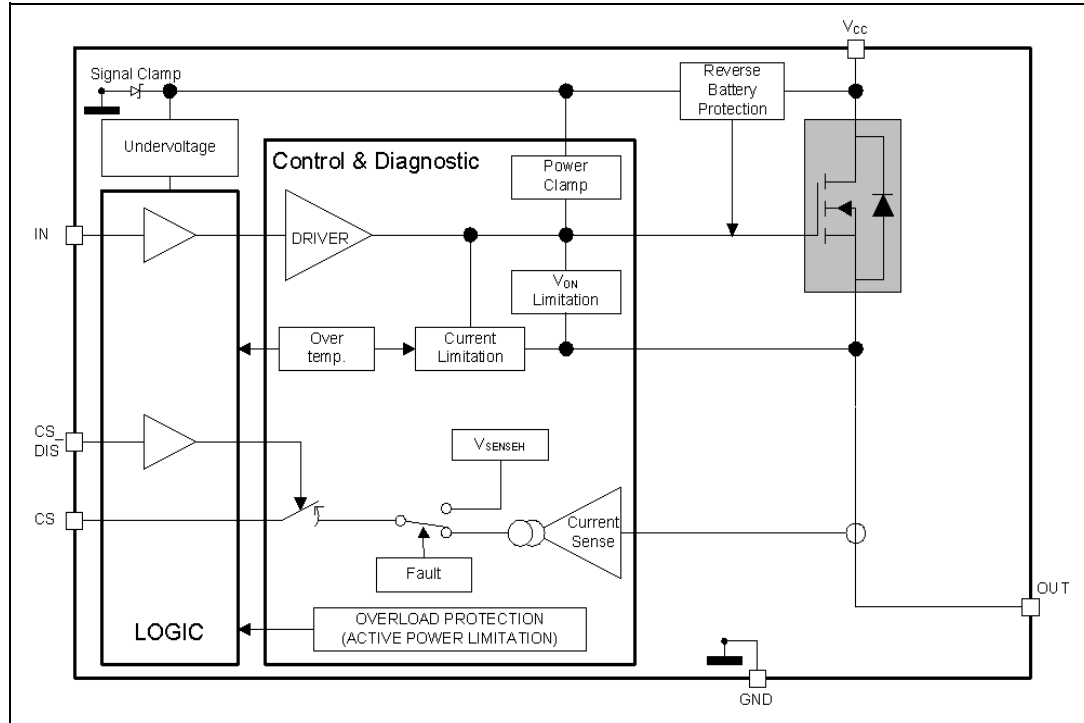 VCC
Signal Clamp
Reverse
Battery
Protection
Undervoltage
Control & Diagnostic
Power
Clamp
IN
DRIVER
VON
Limitation
Over
temp.
Current
Limitation
CS_
DIS
VSENSEH
CS
Current
Sense
Fault
OUT
LOGIC
OVERLOAD PROTECTION
(ACTIVE POWER LIMITATION)
GND